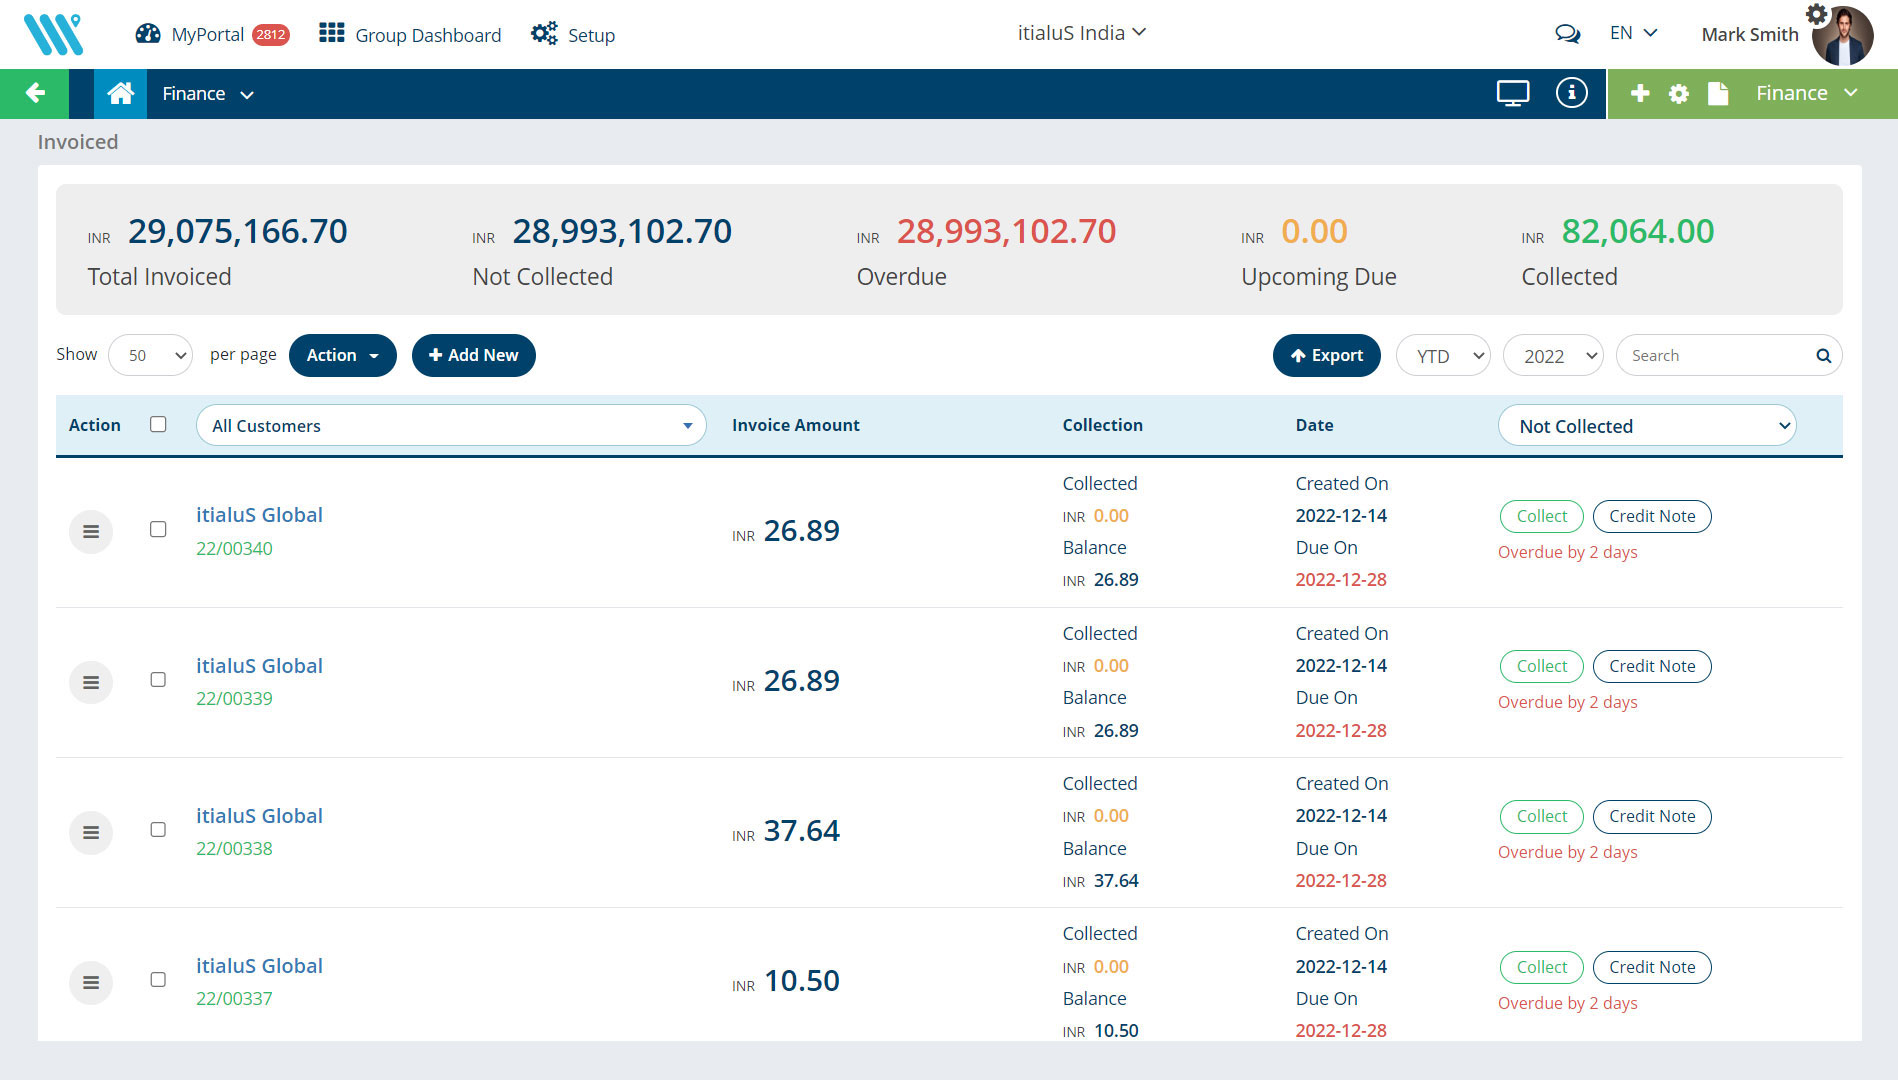 MyPortal 2812 Group Dashboard Setup itialuS India EN Mark Smith
Finance Finance
Invoiced
INR 29,075,166.70 INR 28,993,102.70 INR 28,993,102.70 INR 0.00 INR 82,064.00
Total Invoiced Not Collected Overdue Upcoming Due Collected
Show 50 per page Action Add New Export YTD 2022 Search
Action All Customers Invoice Amount Collection Date Not Collected
itialuS Global
22/00340
INR 26.89
Collected
INR 0.00
Balance
INR 26.89
Created On
2022-12-14
Due On
2022-12-28
Collect Credit Note
Overdue by 2 days
itialuS Global
22/00339
INR 26.89
Collected
INR 0.00
Balance
INR 26.89
Created On
2022-12-14
Due On
2022-12-28
Collect Credit Note
Overdue by 2 days
itialuS Global
22/00338
INR 37.64
Collected
INR 0.00
Balance
INR 37.64
Created On
2022-12-14
Due On
2022-12-28
Collect Credit Note
Overdue by 2 days
itialuS Global
22/00337
INR 10.50
Collected
INR 0.00
Balance
INR 10.50
Created On
2022-12-14
Due On
2022-12-28
Collect Credit Note
Overdue by 2 days